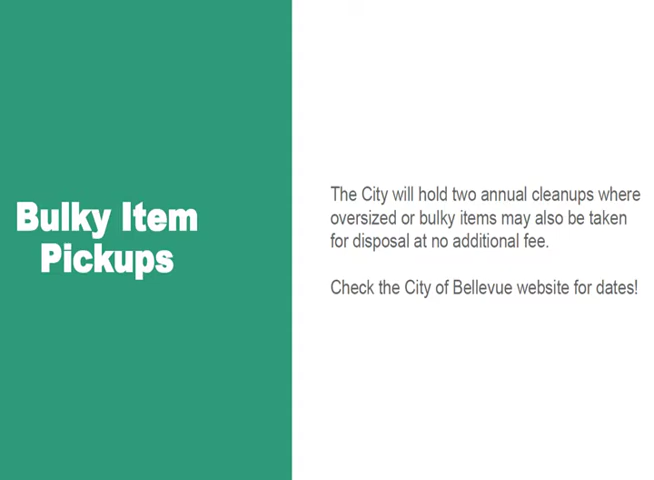 Bulky Item
Pickups
The City will hold two annual cleanups where
oversized or bulky items may also be taken
for disposal at no additional fee.
Check the City of Bellevue website for dates!